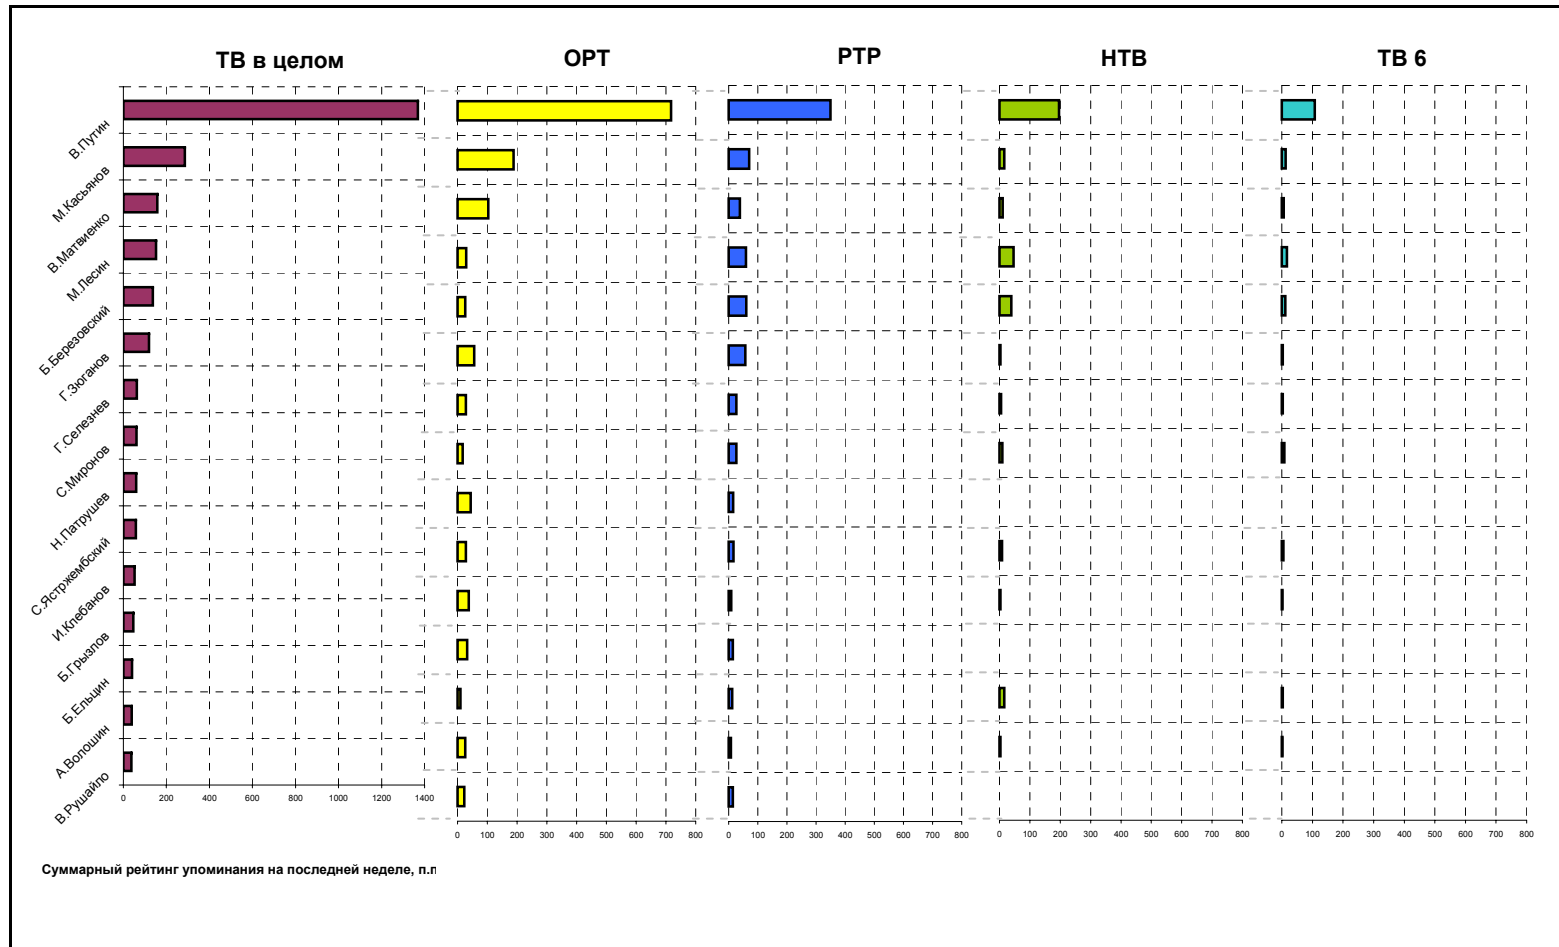 ТВ в целом
ОРТ
РТР
НТВ
ТВ 6
В.Путин
М.Касьянов
В.Матвиенко
М.Лесин
Б.Березовский
Г.Зюганов
Г.Селезнев
С.Миронов
Н.Патрушев
С.Ястржембский
И.Клебанов
Б.Грызлов
Б.Ельцин
А.Волошин
В.Рушайло
0 200 400 600 800 1000 1200 1400
0 100 200 300 400 500 600 700 800
0 100 200 300 400 500 600 700 800
0 100 200 300 400 500 600 700 800
0 100 200 300 400 500 600 700 800
Суммарный рейтинг упоминания на последней неделе, п.п